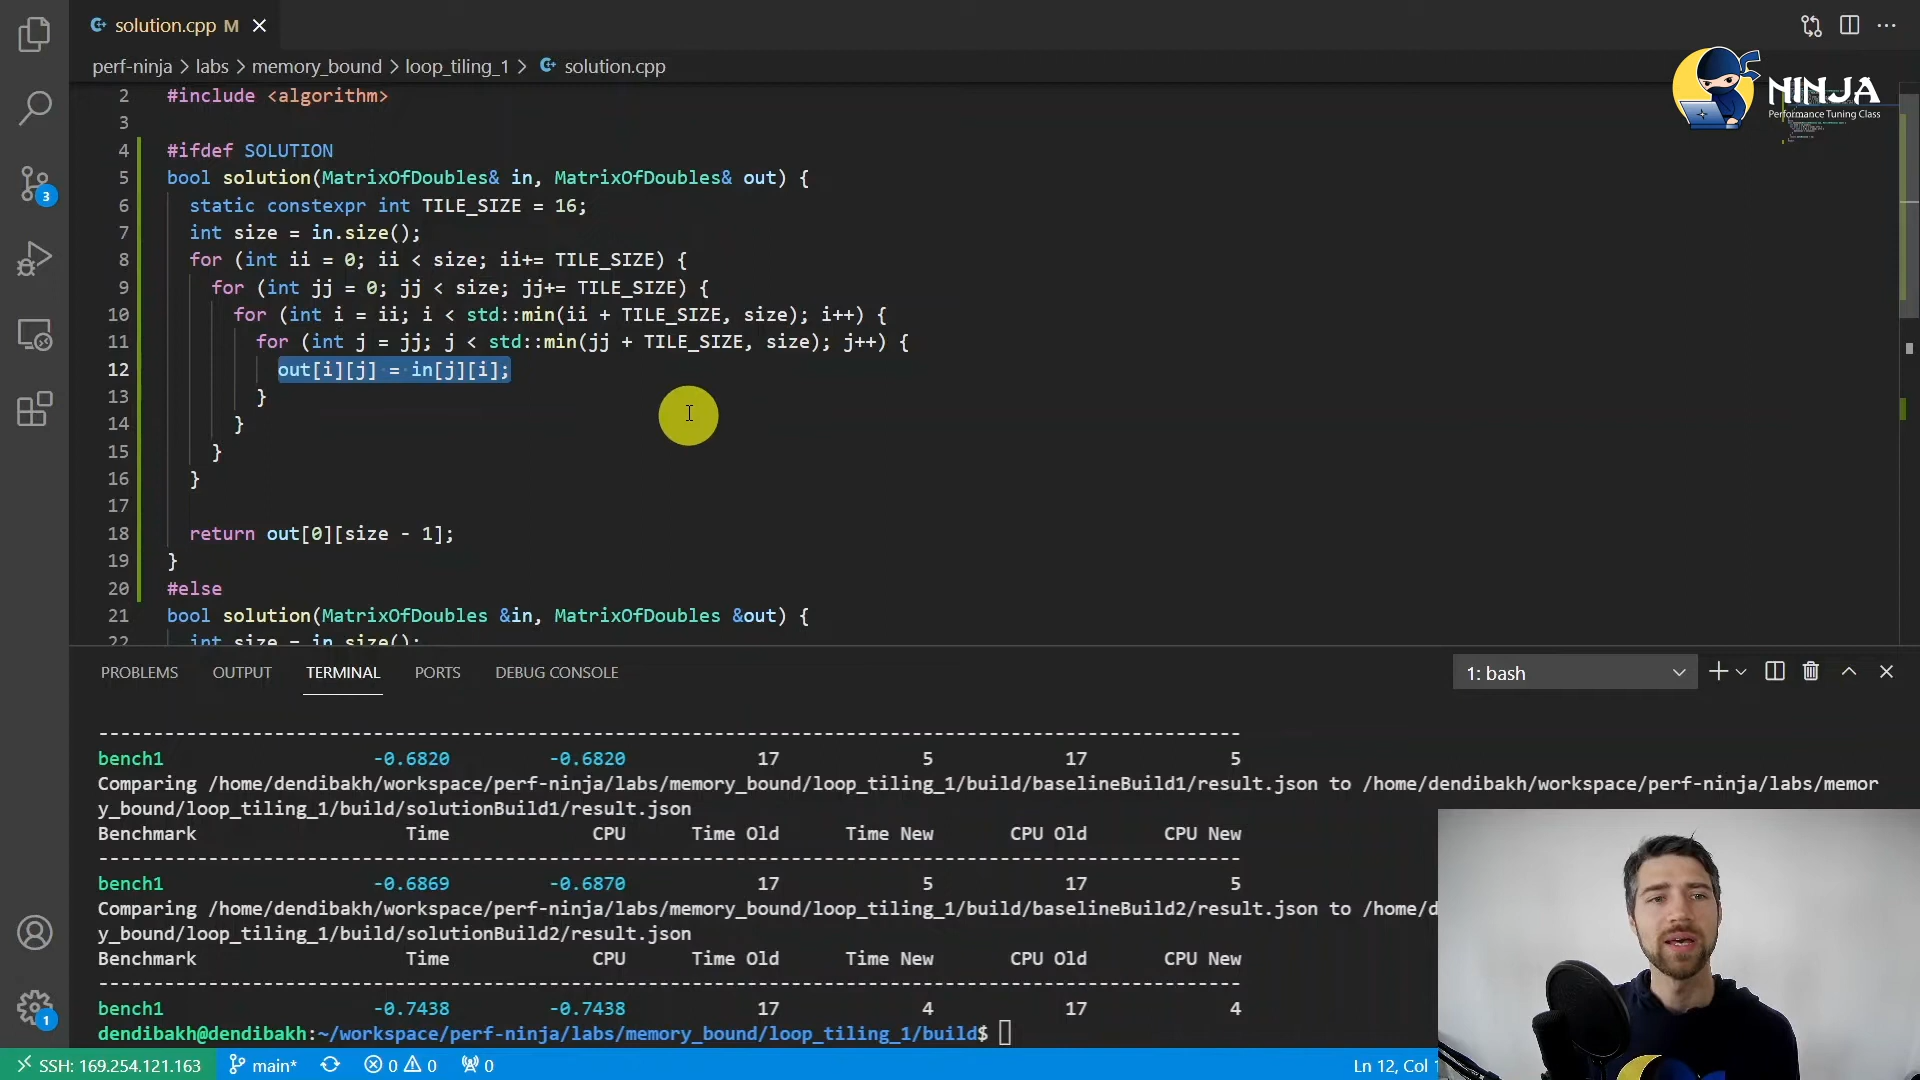 solution.cpp M
NINJA
Performance Tuning Class
perf-ninja > labs > memory_bound > loop_tiling_1 > solution.cpp
2 #include <algorithm>
3
4 #ifdef SOLUTION
5 bool solution(MatrixOfDoubles& in, MatrixOfDoubles& out) {
6 static constexpr int TILE_SIZE = 16;
7 int size = in.size();
8 for (int ii = 0; ii < size; ii+= TILE_SIZE) {
9 for (int jj = 0; jj < size; jj+= TILE_SIZE) {
10 for (int i = ii; i < std::min(ii + TILE_SIZE, size); i++) {
11 for (int j = jj; j < std::min(jj + TILE_SIZE, size); j++) {
12 out[i][j] = in[j][i];
13 }
14 }
15 }
16 }
17
18 return out[0][size - 1];
19 }
20 #else
21 bool solution(MatrixOfDoubles &in, MatrixOfDoubles &out) {
22 int size = in.size();
3
1
PROBLEMS OUTPUT TERMINAL PORTS DEBUG CONSOLE 1: bash
bench1 -0.6820 -0.6820 17 5 17 5
Comparing /home/dendibakh/workspace/perf-ninja/labs/memory_bound/loop_tiling_1/build/baselineBuild1/result.json to /home/dendibakh/workspace/perf-ninja/labs/memor
y_bound/loop_tiling_1/build/solutionBuild1/result.json
Benchmark Time CPU Time Old Time New CPU Old CPU New
bench1 -0.6869 -0.6870 17 5 17 5
Comparing /home/dendibakh/workspace/perf-ninja/labs/memory_bound/loop_tiling_1/build/baselineBuild2/result.json to /home/d
y_bound/loop_tiling_1/build/solutionBuild2/result.json
Benchmark Time CPU Time Old Time New CPU Old CPU New
bench1 -0.7438 -0.7438 17 4 17 4
dendibakh@dendibakh:~/workspace/perf-ninja/labs/memory_bound/loop_tiling_1/build$
SSH: 169.254.121.163 main* 0 0 0 Ln 12, Col